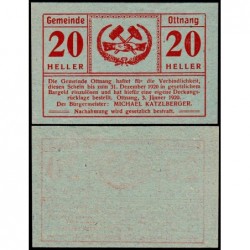 Gemeinde Ottnang
20 20
HELLER HELLER
Die Gemeinde Ottnang haftet für die Verbindlichkeit,
dieses Schein bis zum 31. Dezember 1920 in gesetzlichem
Bargeld einzulösen und hat hiefür eine eigene Deckungs-
rücklage bestellt. Ottnang, 5. Jänner 1920.
Der Bürgermeister: MICHAEL KATZLBERGER.
Nachahmung wird gesetzlich bestraft.